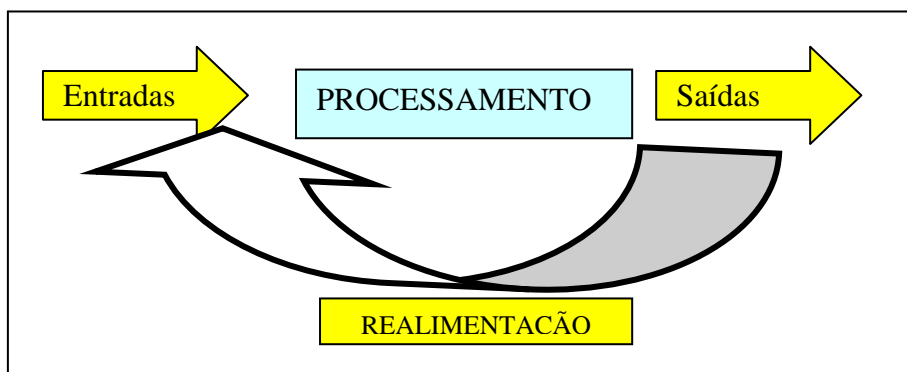 Entradas
PROCESSAMENTO
Saídas
REALIMENTACÃO